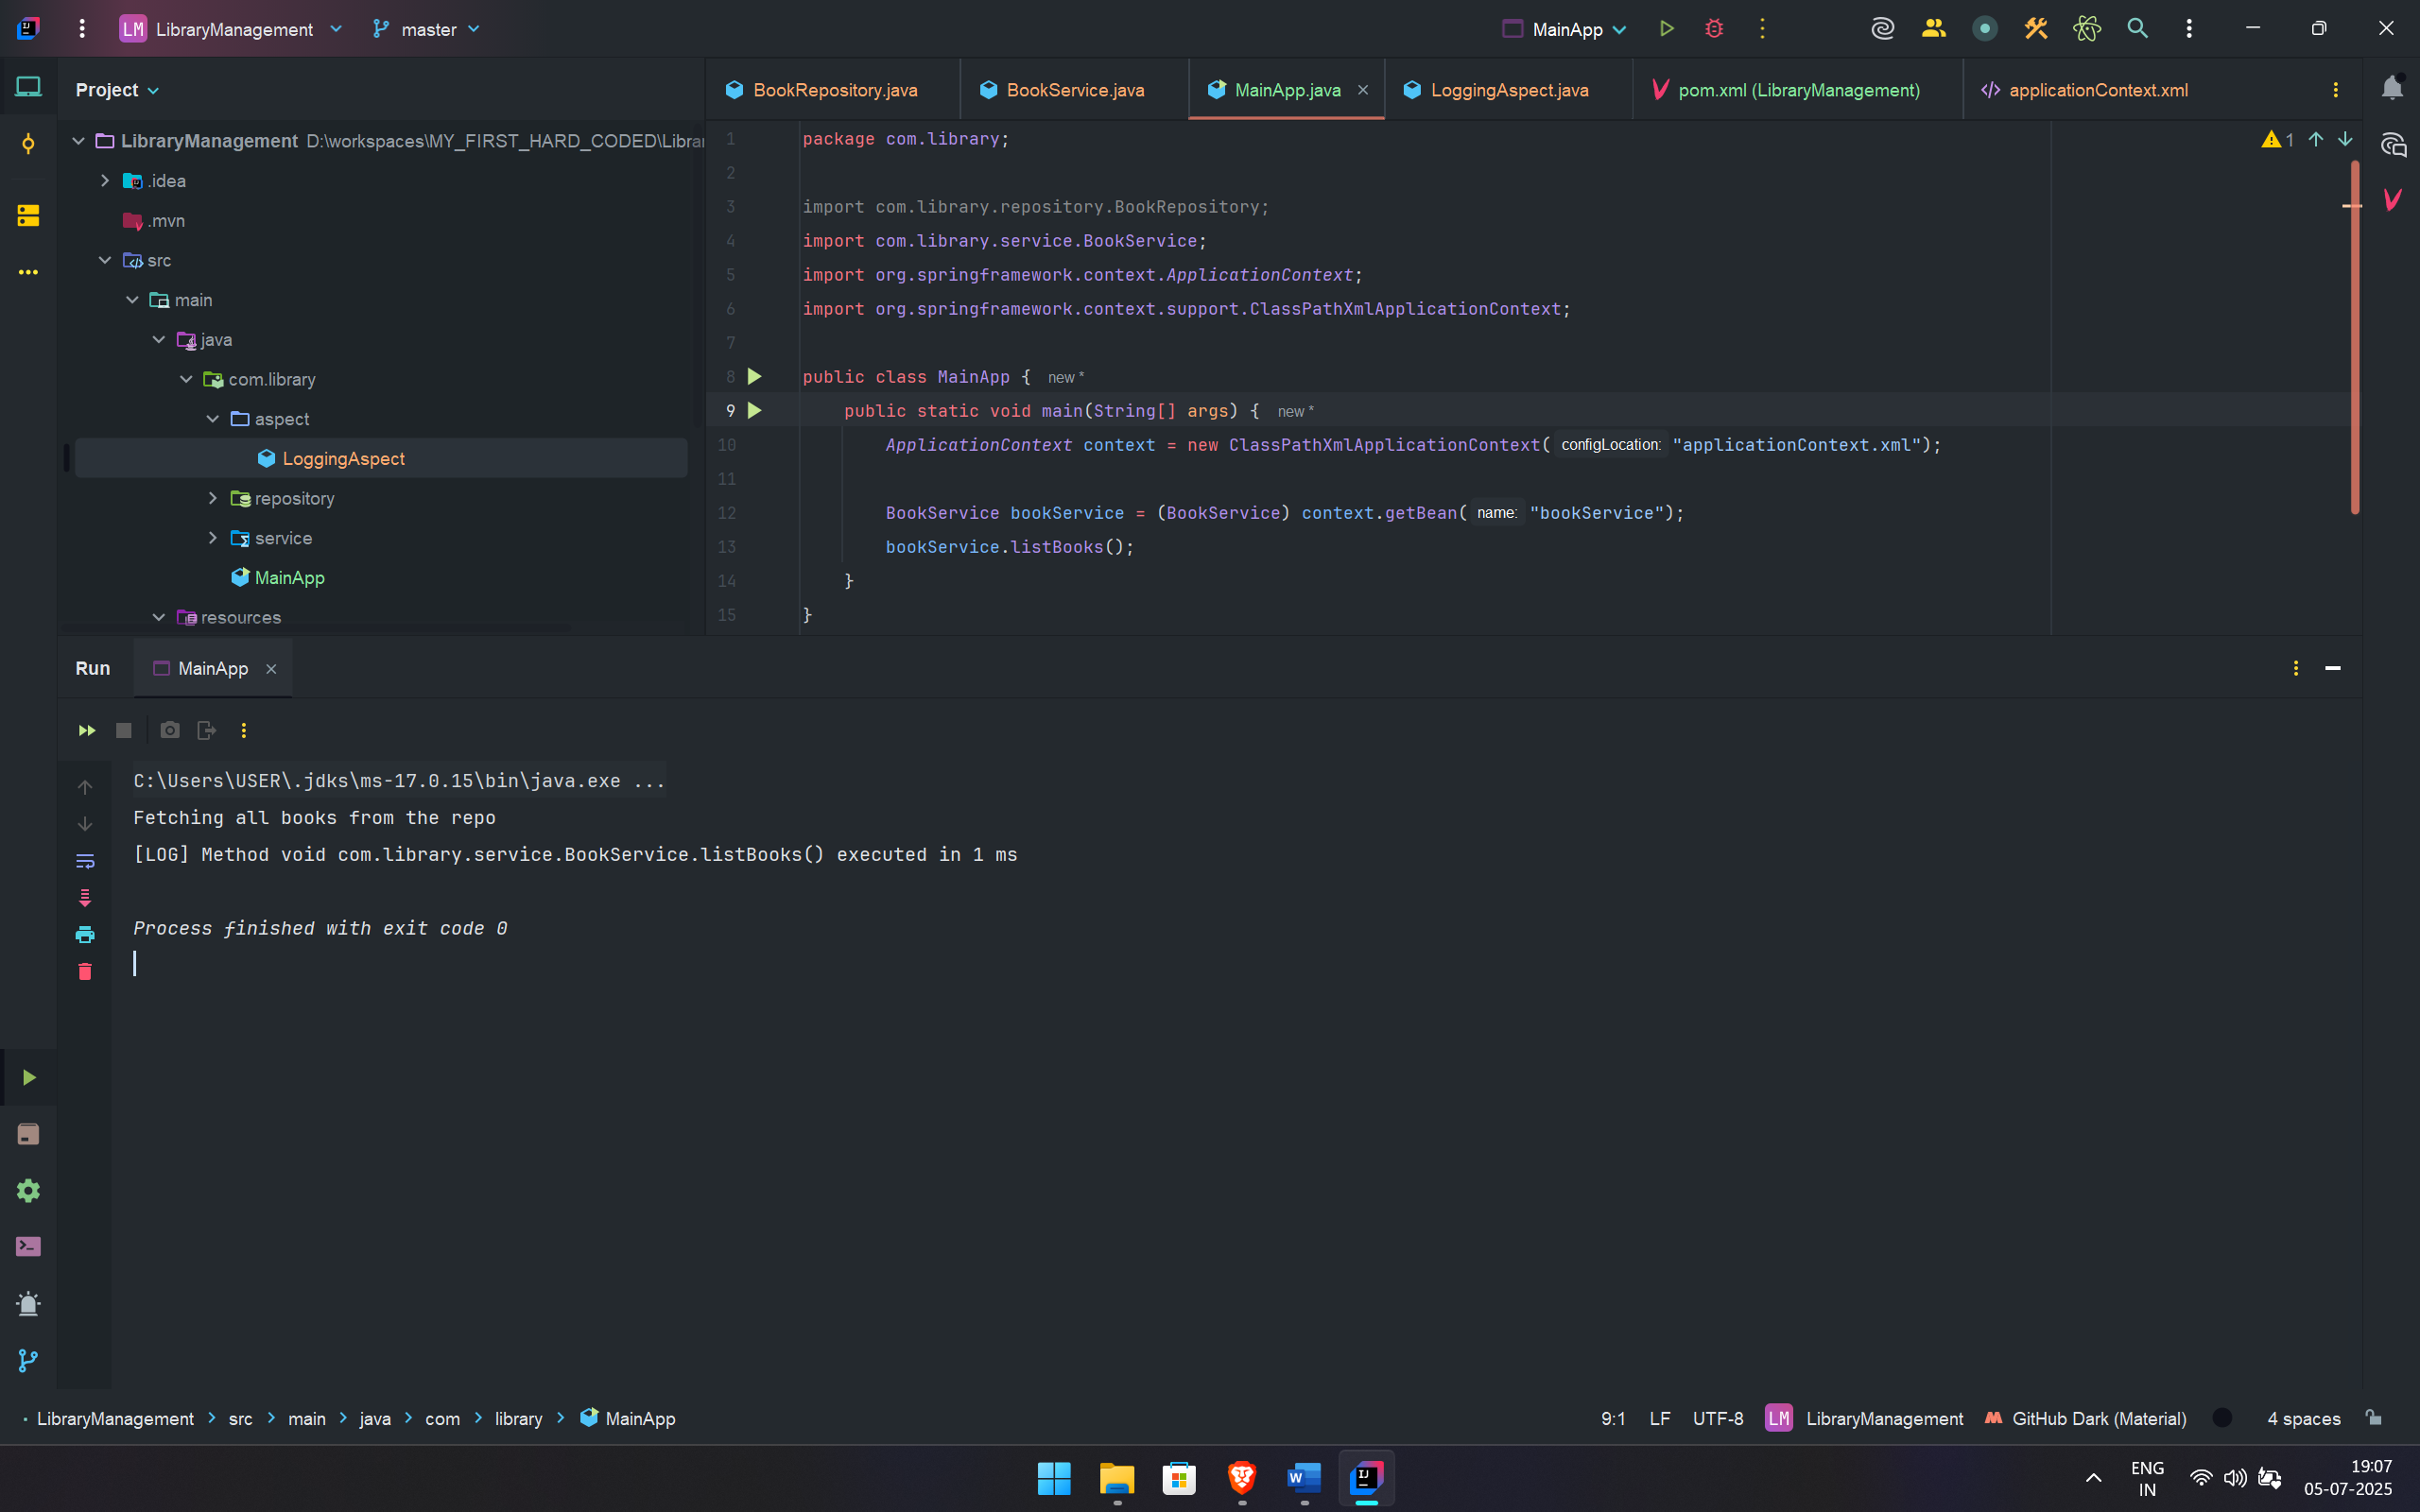 LM LibraryManagement master MainApp
Project
BookRepository.java BookService.java MainApp.java LoggingAspect.java pom.xml (LibraryManagement) applicationContext.xml
LibraryManagement D:\workspaces\MY_FIRST_HARD_CODED\Librar
.idea
.mvn
src
main
java
com.library
aspect
LoggingAspect
repository
service
MainApp
resources
1 package com.library;
2
3 import com.library.repository.BookRepository;
4 import com.library.service.BookService;
5 import org.springframework.context.ApplicationContext;
6 import org.springframework.context.support.ClassPathXmlApplicationContext;
7
8 public class MainApp { new *
9 public static void main(String[] args) { new *
10 ApplicationContext context = new ClassPathXmlApplicationContext( configLocation: "applicationContext.xml");
11
12 BookService bookService = (BookService) context.getBean( name: "bookService");
13 bookService.listBooks();
14 }
15 }
1
Run MainApp
C:\Users\USER\.jdks\ms-17.0.15\bin\java.exe ...
Fetching all books from the repo
[LOG] Method void com.library.service.BookService.listBooks() executed in 1 ms
Process finished with exit code 0
LibraryManagement src main java com library MainApp
9:1 LF UTF-8 LM LibraryManagement GitHub Dark (Material) 4 spaces
ENG
IN
19:07
05-07-2025